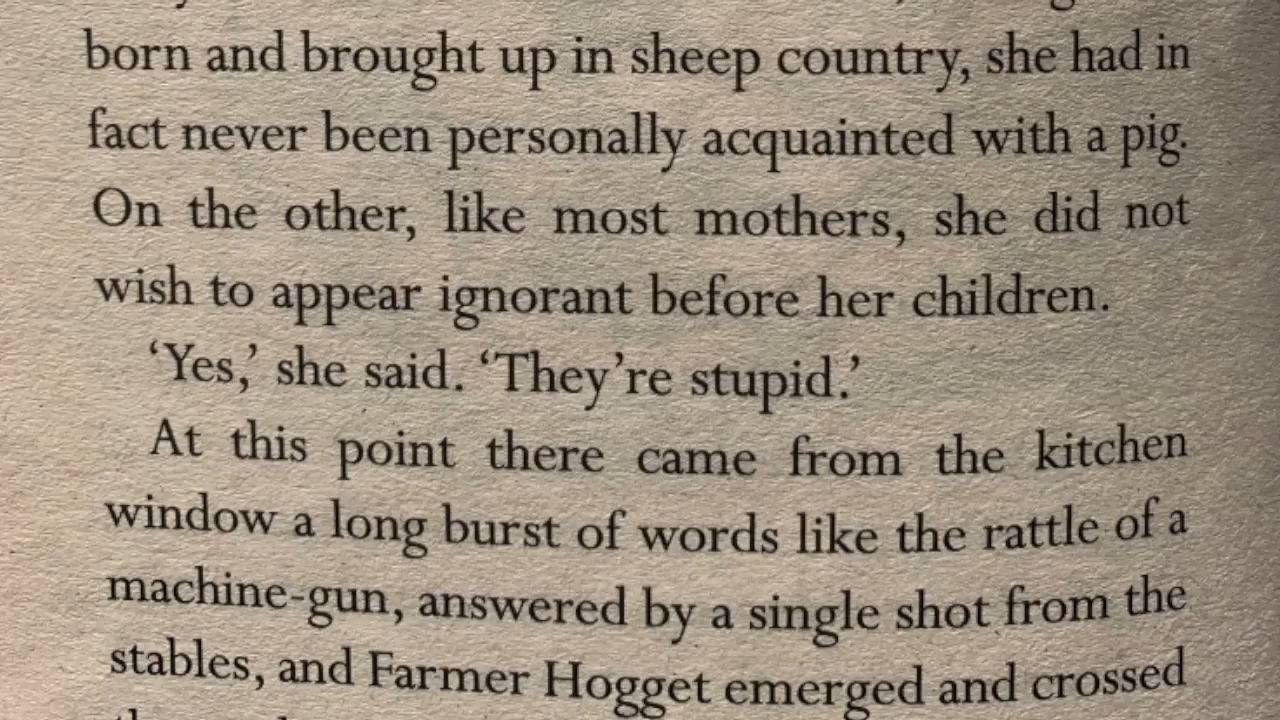 born and brought up in sheep country, she had in
fact never been personally acquainted with a pig.
On the other, like most mothers, she did not
wish to appear ignorant before her children.
‘Yes,’ she said. ‘They’re stupid.’
At this point there came from the kitchen
window a long burst of words like the rattle of a
machine-gun, answered by a single shot from the
stables, and Farmer Hogget emerged and crossed